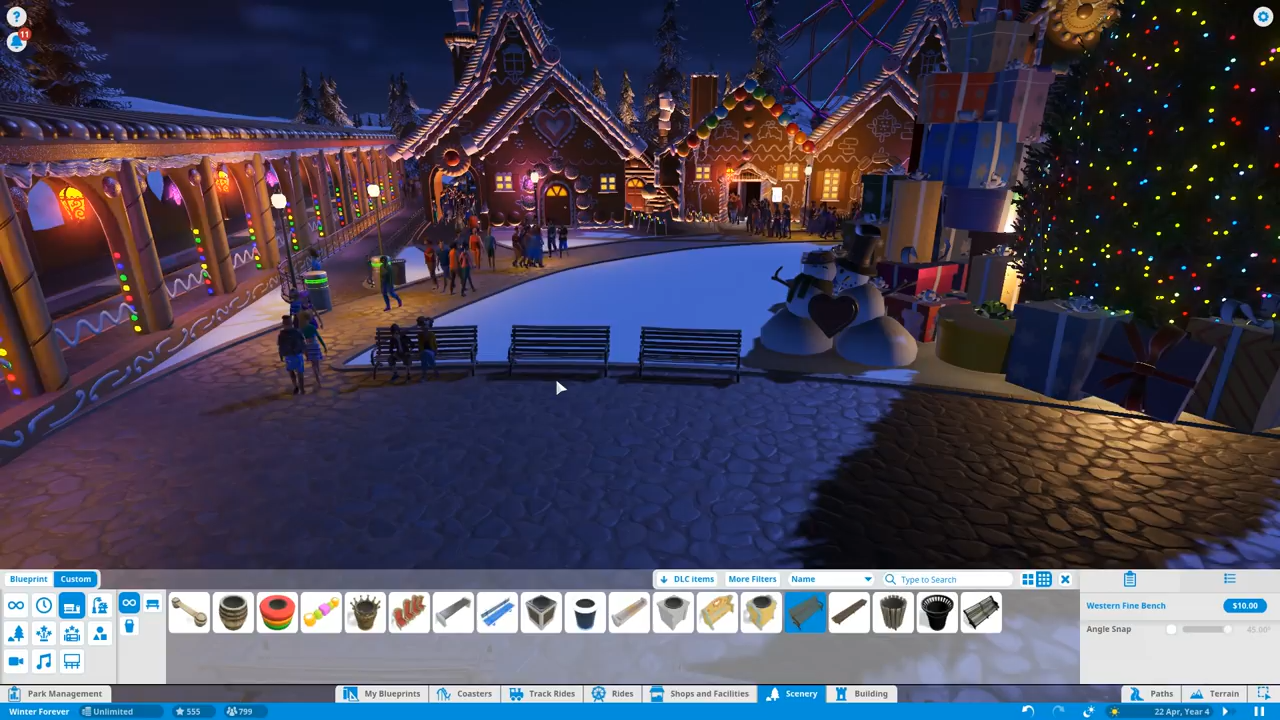 ?
11
Blueprint
Custom
DLC items
More Filters
Name
Type to Search
Western Fine Bench
$10.00
Angle Snap
45.00°
Park Management
My Blueprints
Coasters
Track Rides
Rides
Shops and Facilities
Scenery
Building
Paths
Terrain
Winter Forever
Unlimited
555
799
22 Apr, Year 4